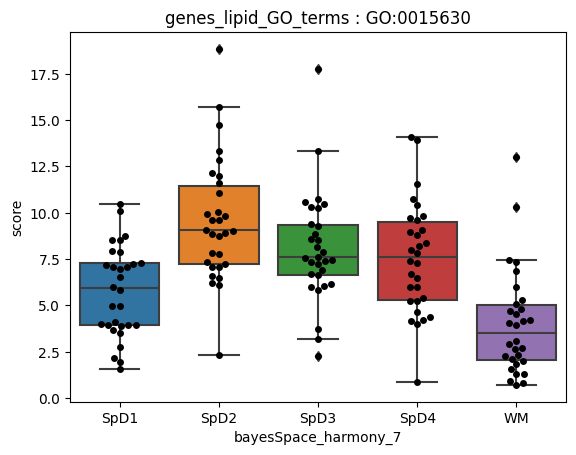 genes_lipid_GO_terms : GO:0015630
17.5
15.0
12.5
10.0
7.5
5.0
2.5
0.0
score
SpD1 SpD2 SpD3 SpD4 WM
bayesSpace_harmony_7